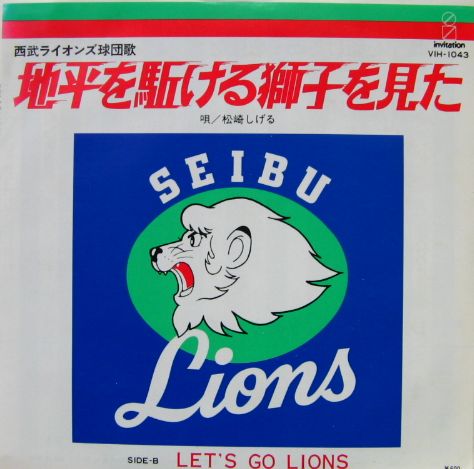 invitation
VIH-1043
西武ライオンズ球団歌
地平を駈ける獅子を見た
唄/松崎しげる
SEIBU
Lions
SIDE-B LET'S GO LIONS